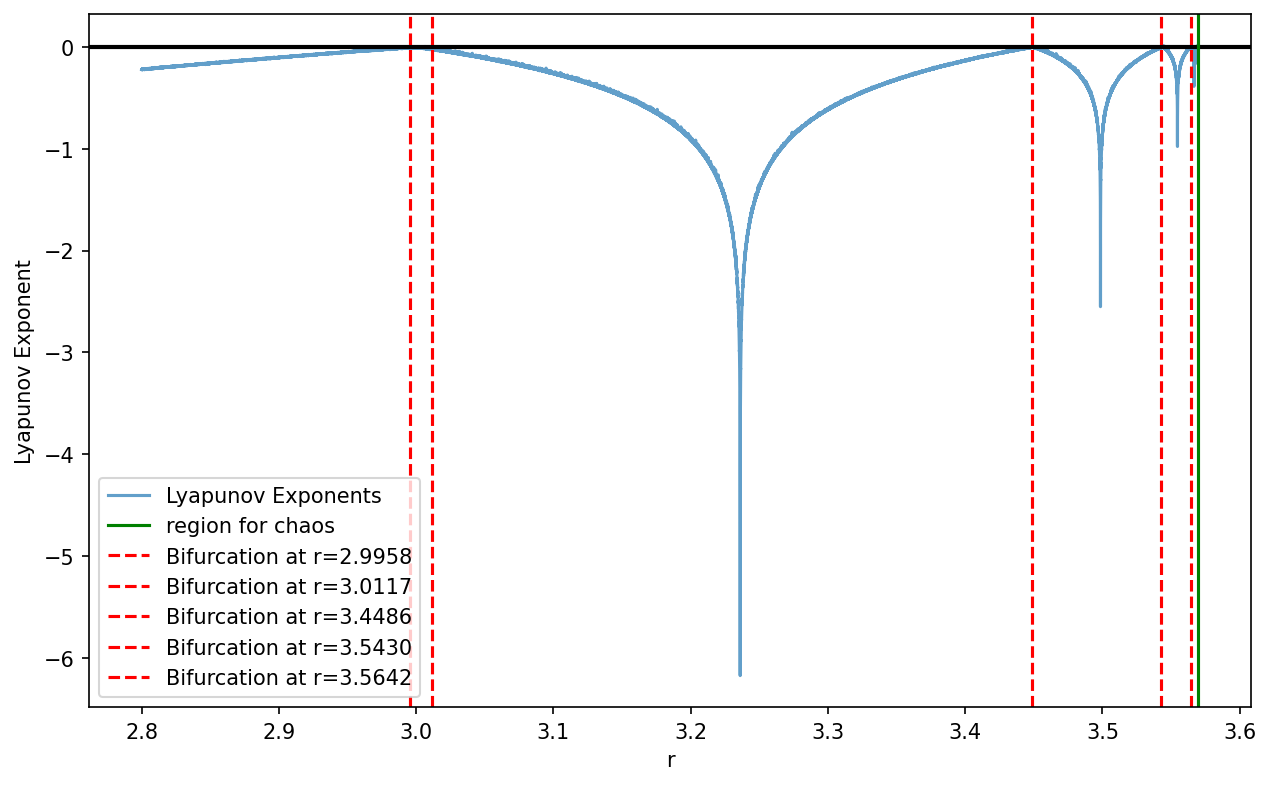 0
−1
−2
−3
−4
−5
−6
Lyapunov Exponent
Lyapunov Exponents
region for chaos
Bifurcation at r=2.9958
Bifurcation at r=3.0117
Bifurcation at r=3.4486
Bifurcation at r=3.5430
Bifurcation at r=3.5642
2.8 2.9 3.0 3.1 3.2 3.3 3.4 3.5 3.6
r